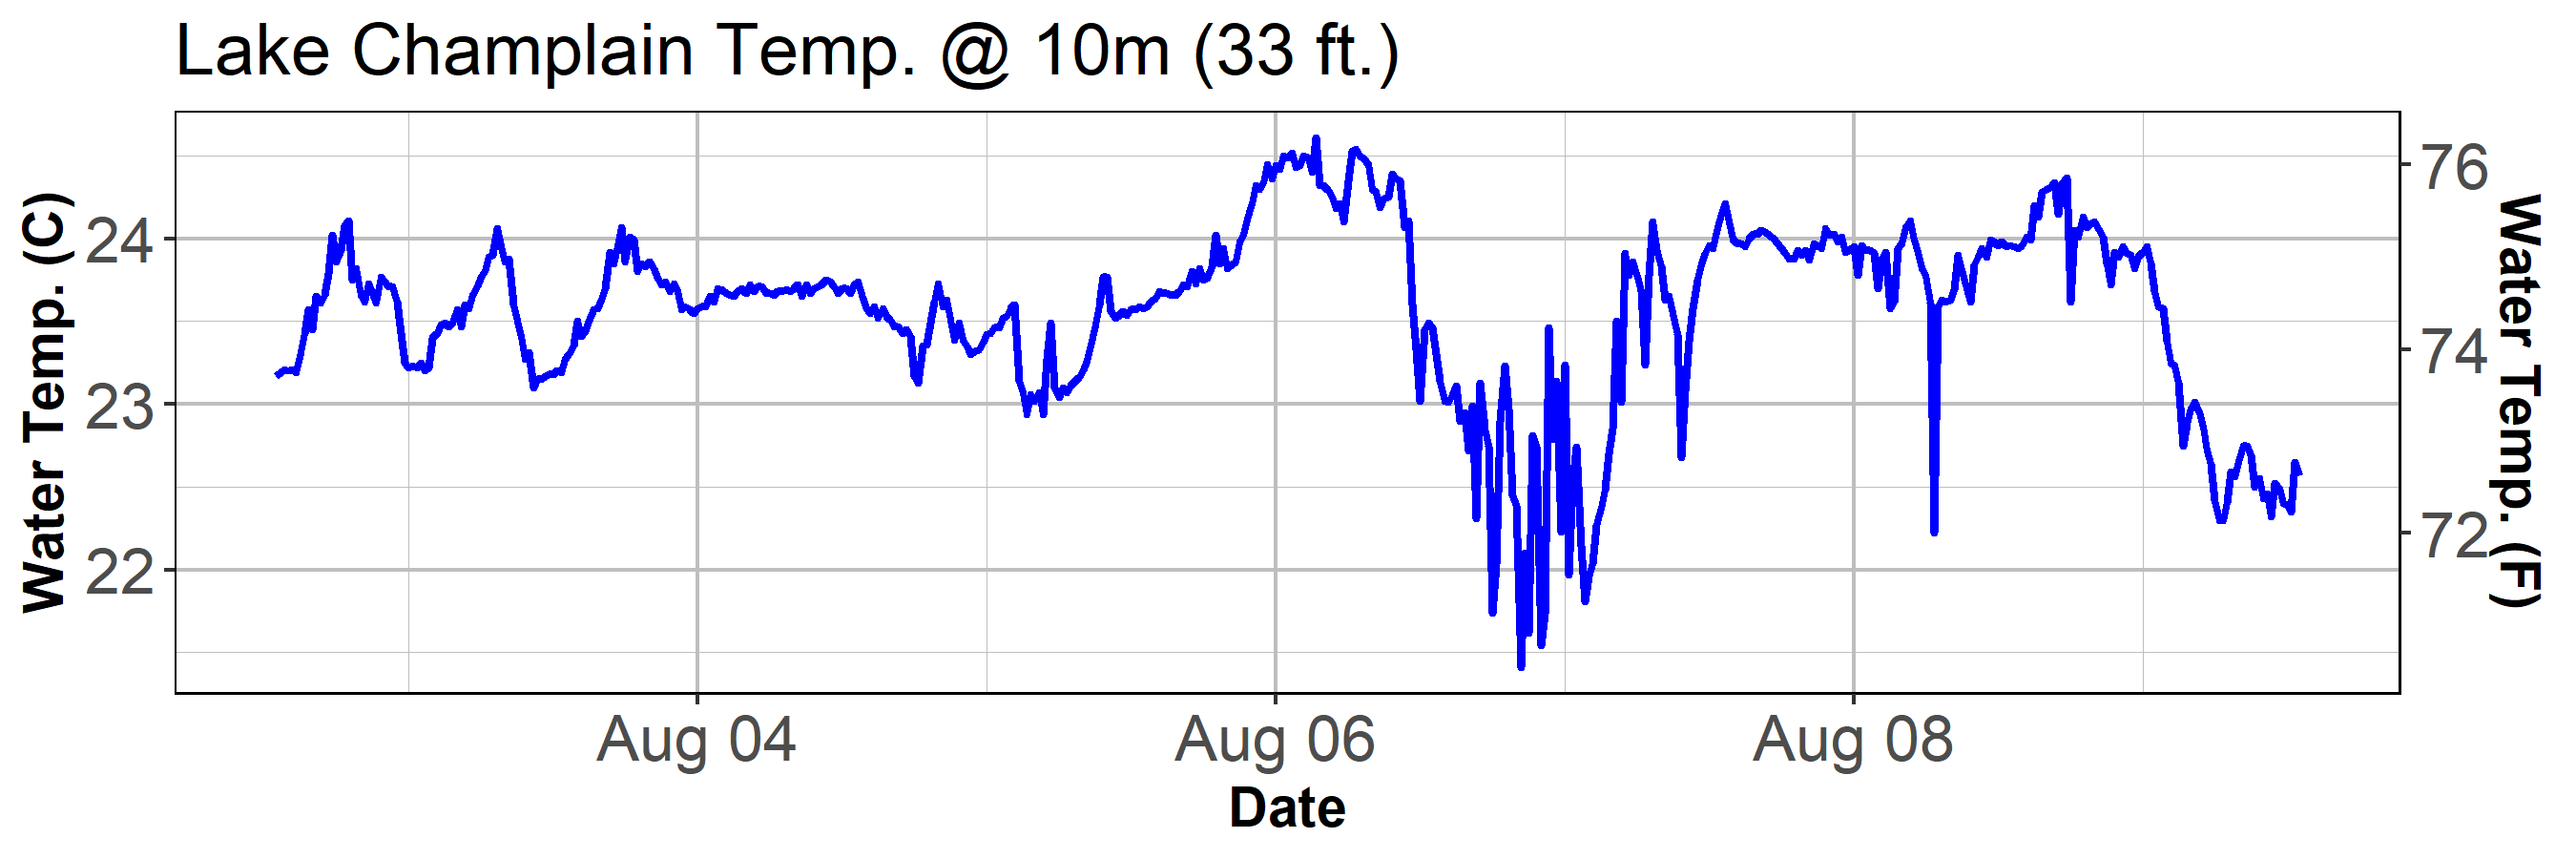 Lake Champlain Temp. @ 10m (33 ft.)
Water Temp. (C)
24
23
22
76
74
72
Water Temp. (F)
Aug 04 Aug 06 Aug 08
Date